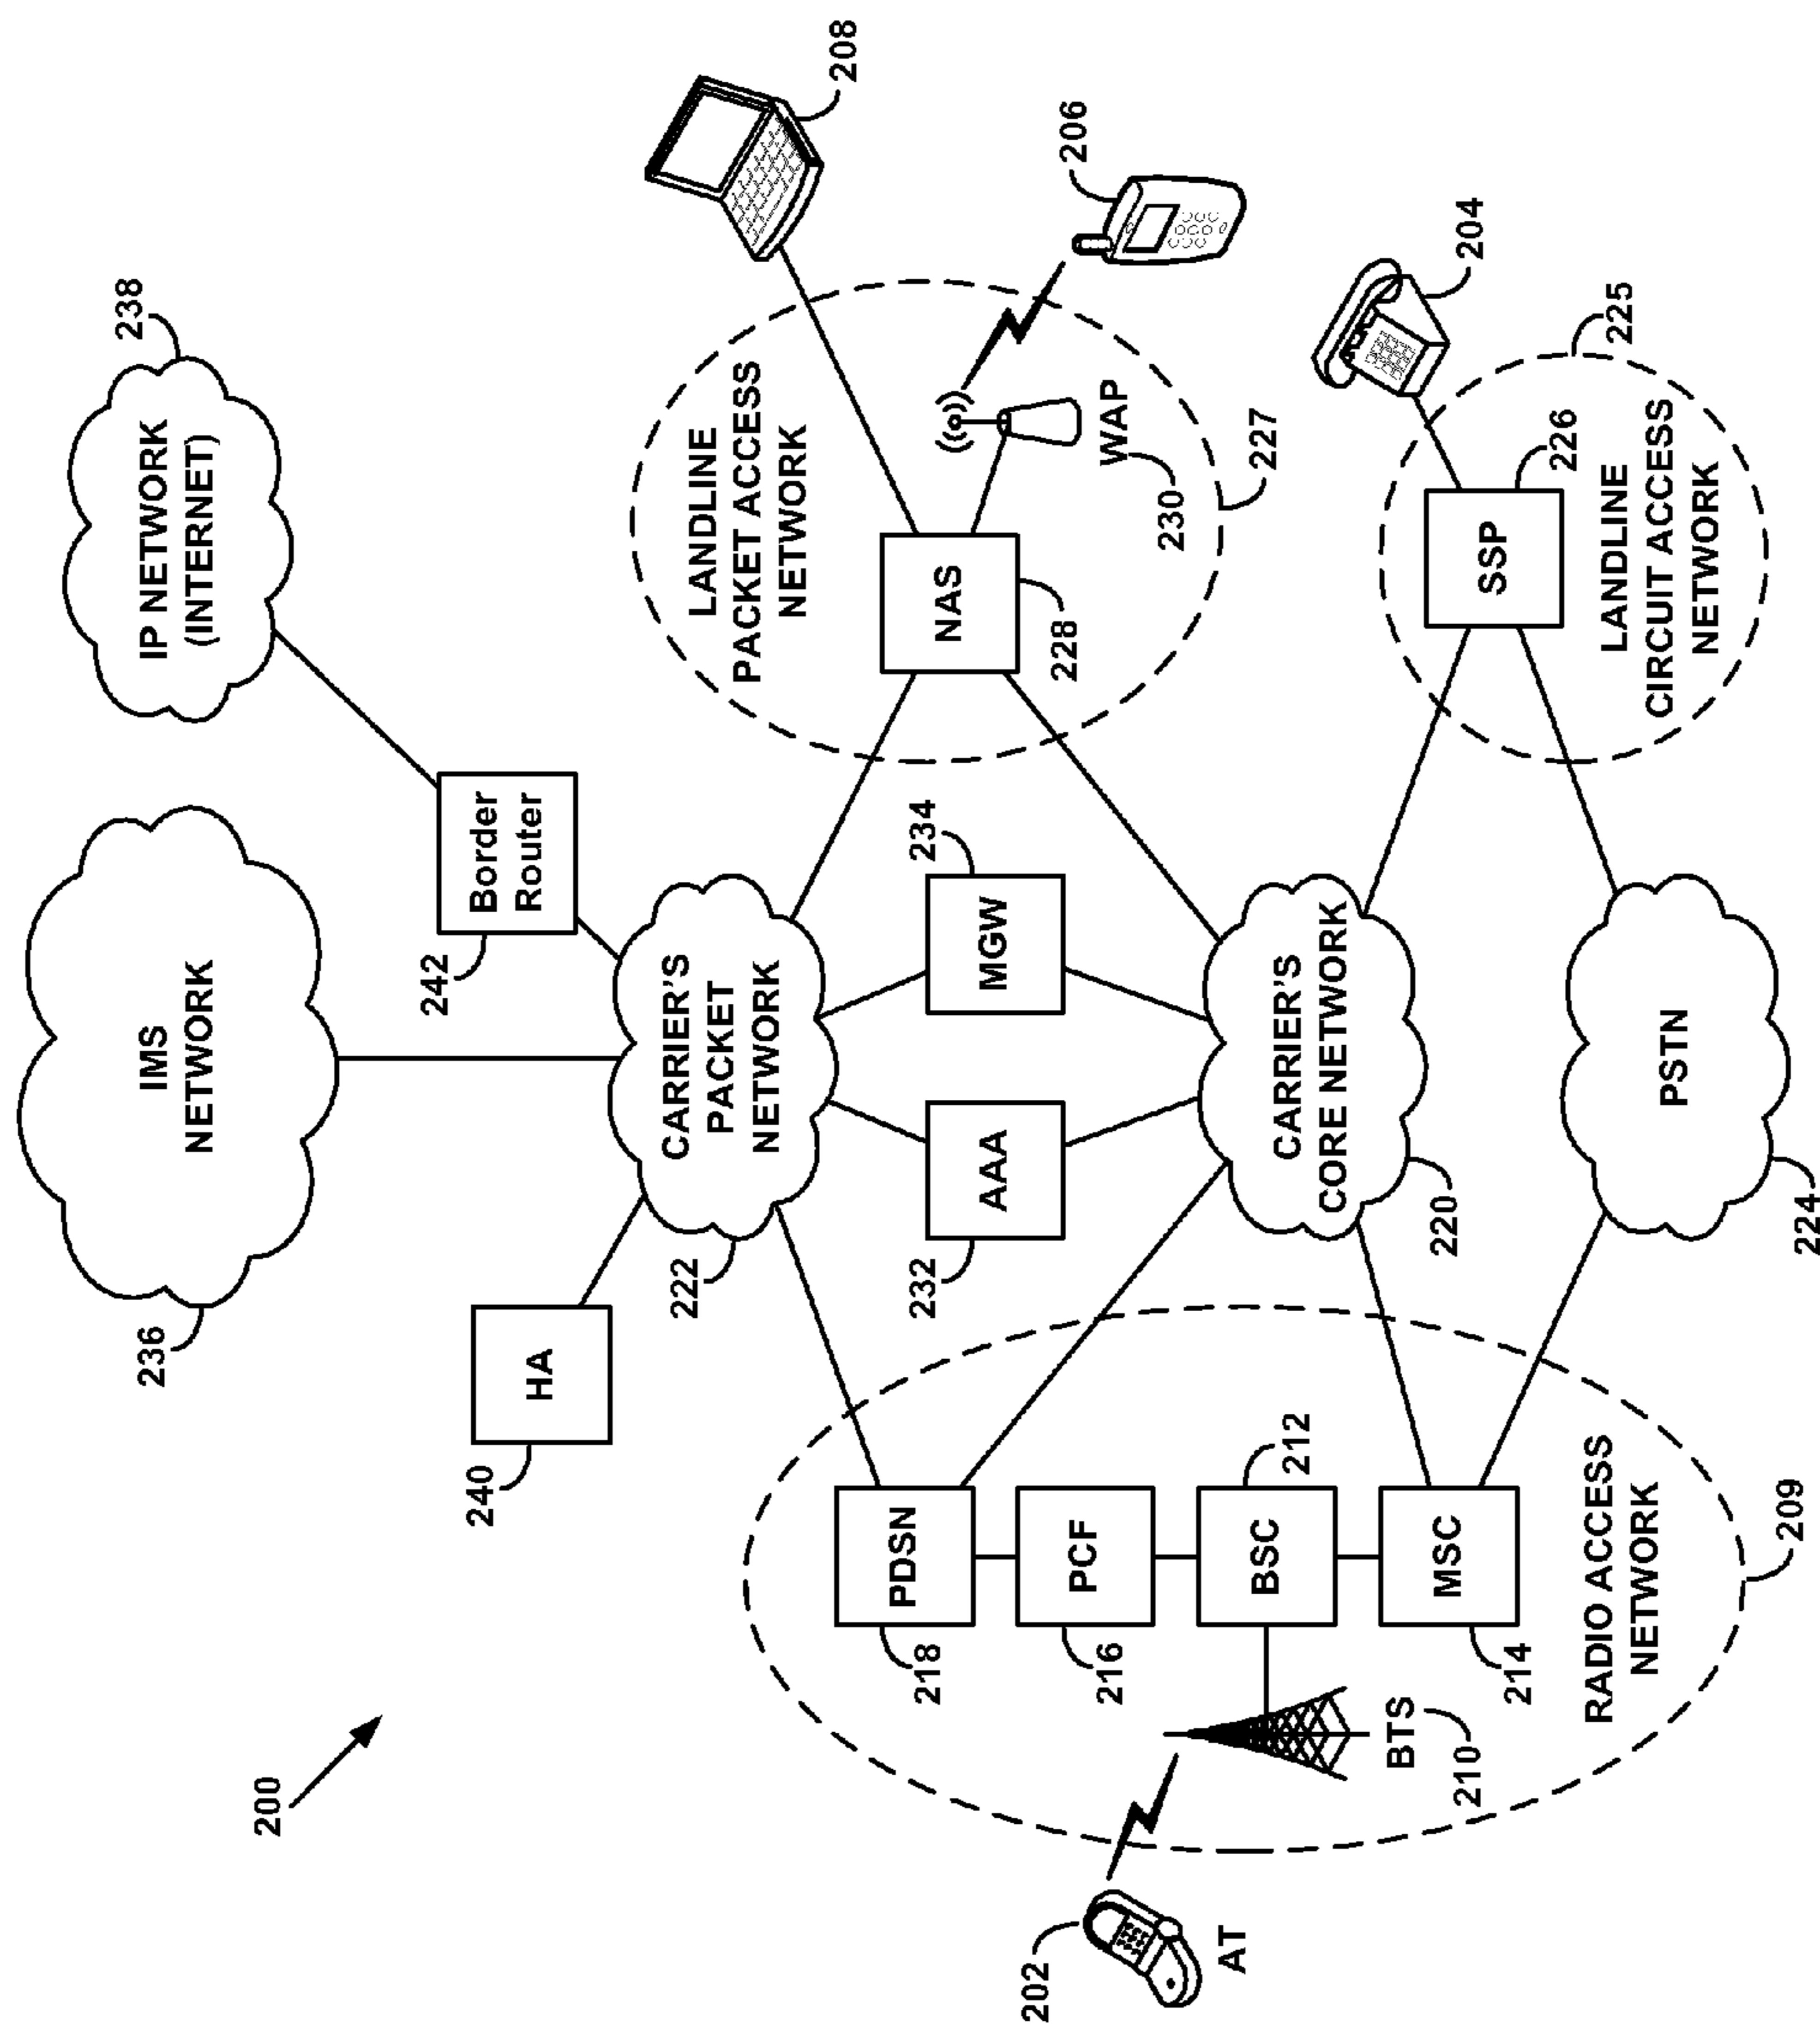 200
236
IMS
NETWORK
238
IP NETWORK
(INTERNET)
240
HA
242
Border
Router
CARRIER'S
PACKET
NETWORK
222
LANDLINE
PACKET ACCESS
NETWORK
208
218
PDSN
232
AAA
234
MGW
NAS
228
WAP
230
206
227
202
AT
216
PCF
212
BSC
BTS
210
214
MSC
RADIO ACCESS
NETWORK
209
CARRIER'S
CORE NETWORK
220
SSP
226
204
225
LANDLINE
CIRCUIT ACCESS
NETWORK
PSTN
224